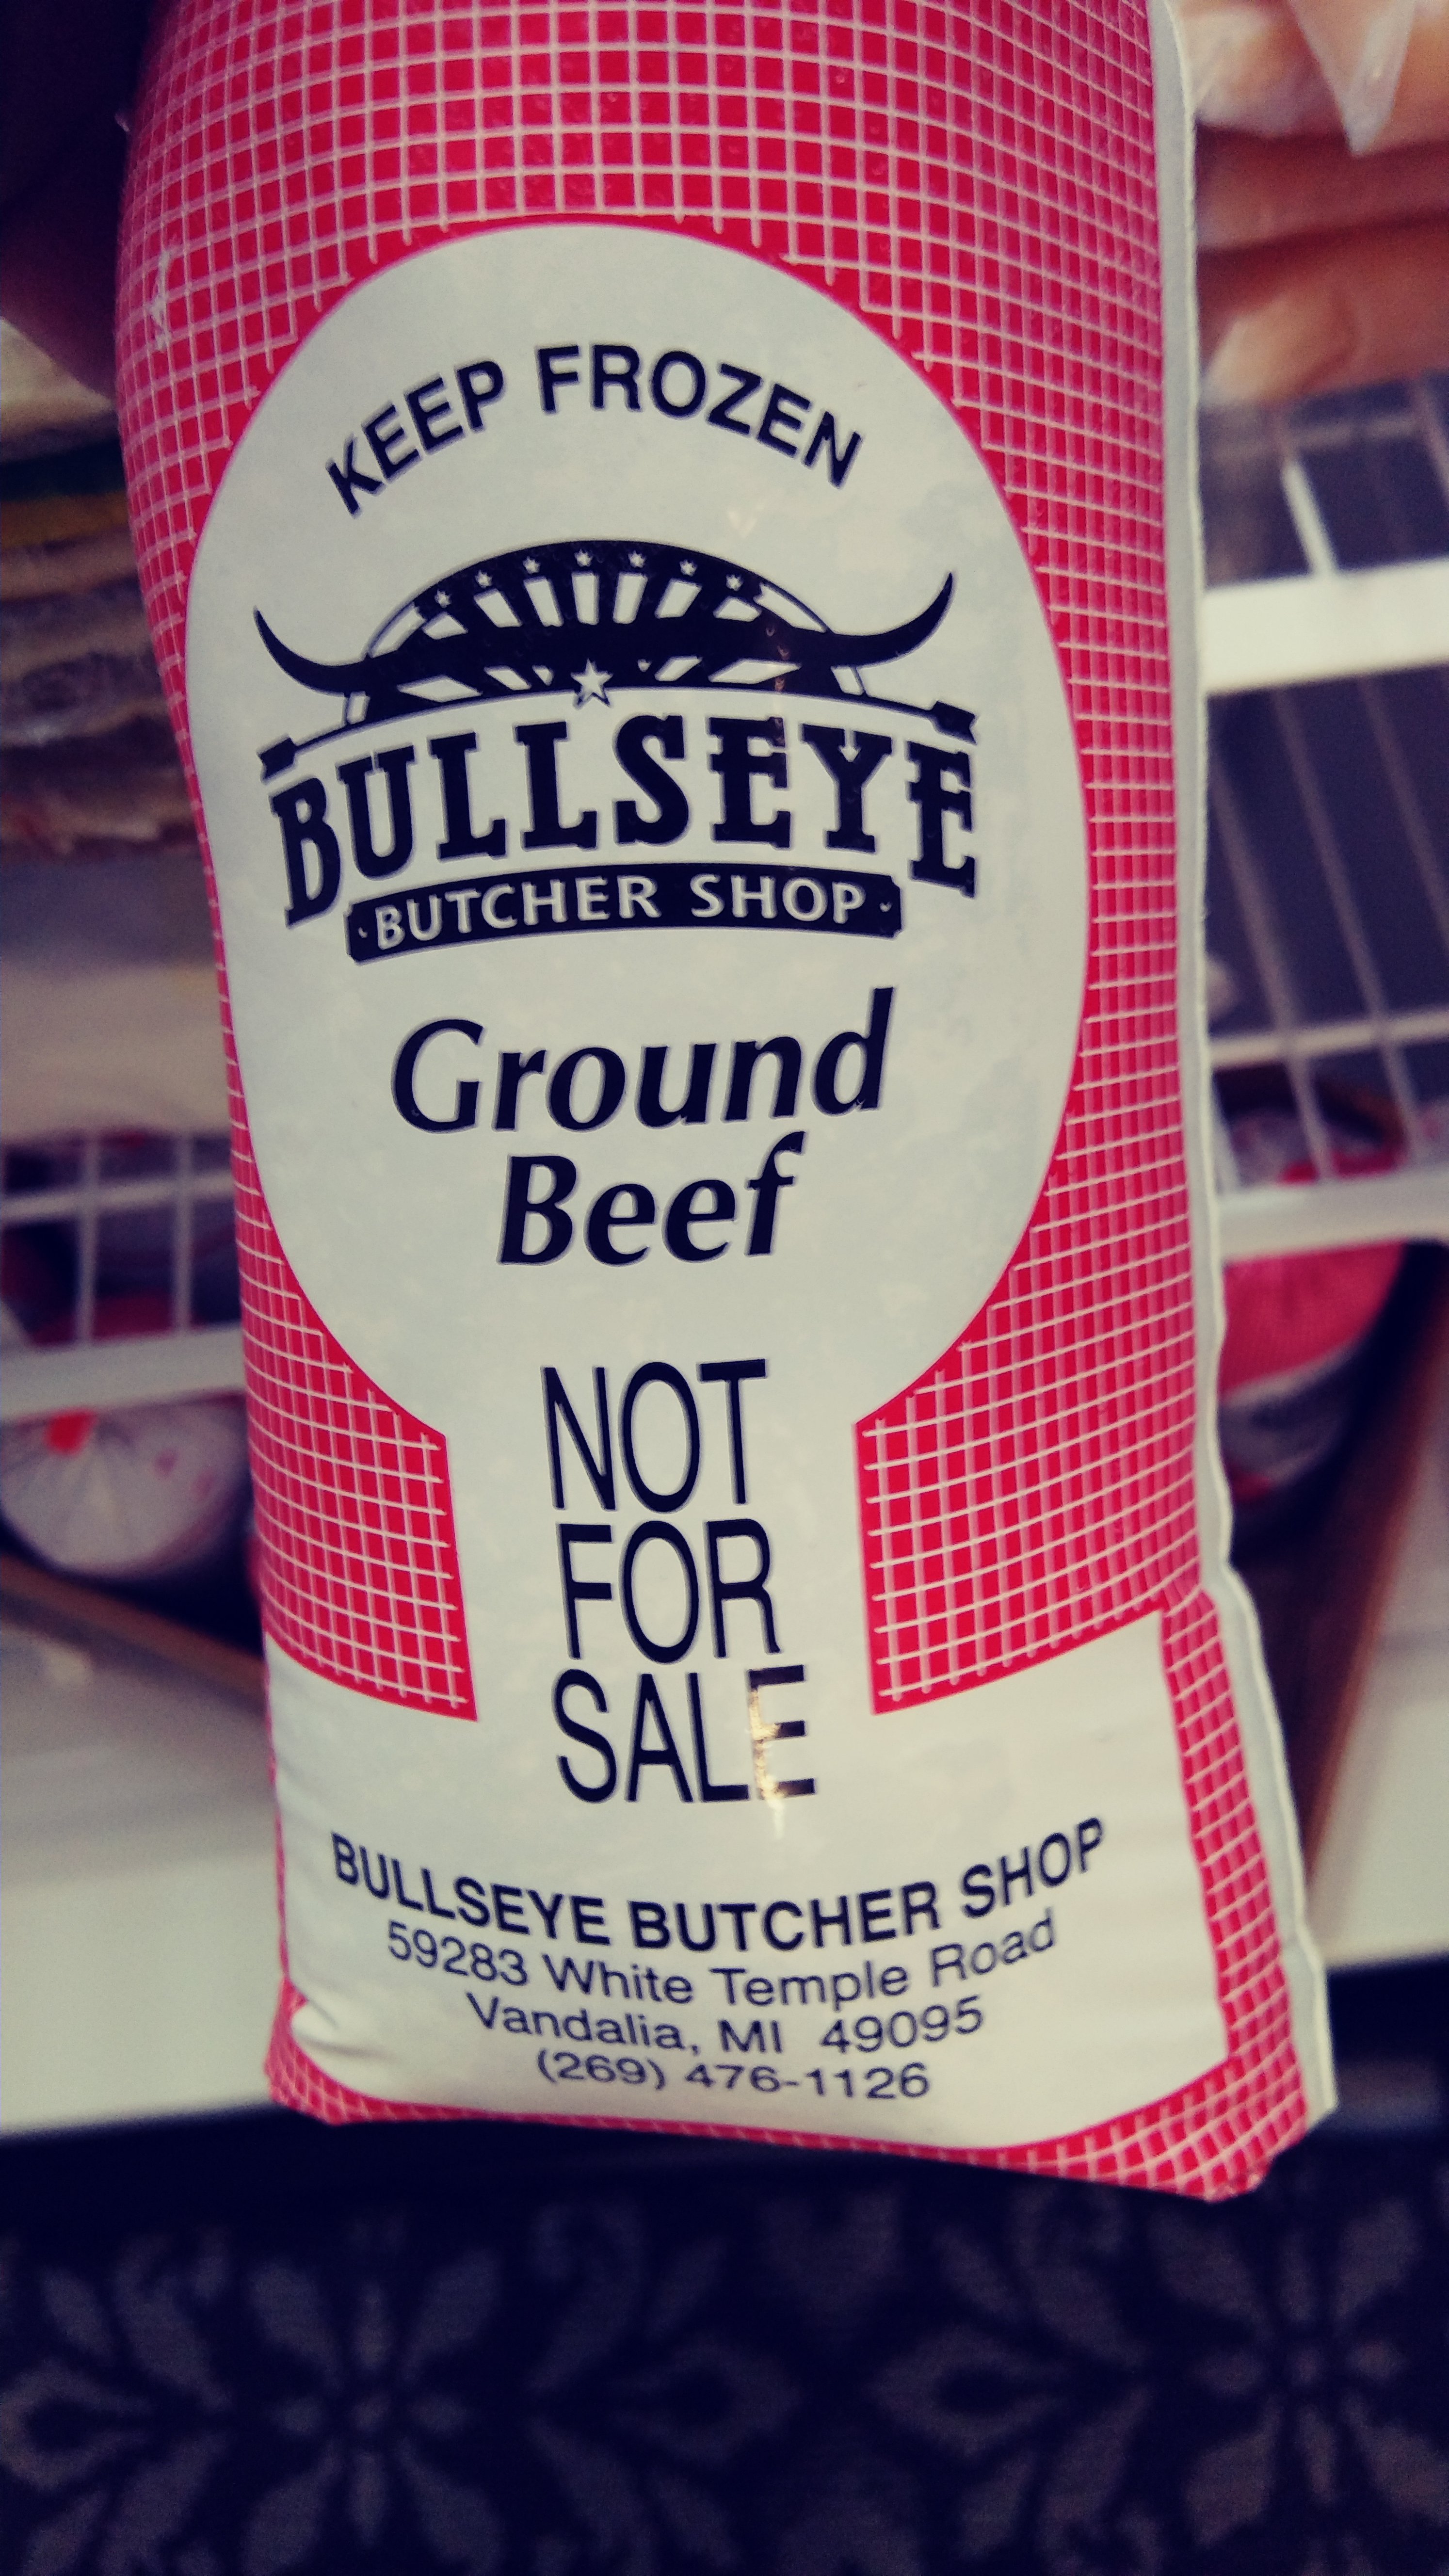 KEEP FROZEN
BULLSEYE
BUTCHER SHOP
Ground
Beef
NOT
FOR
SALE
BULLSEYE BUTCHER SHOP
59283 White Temple Road
Vandalia, MI 49095
(269) 476-1126